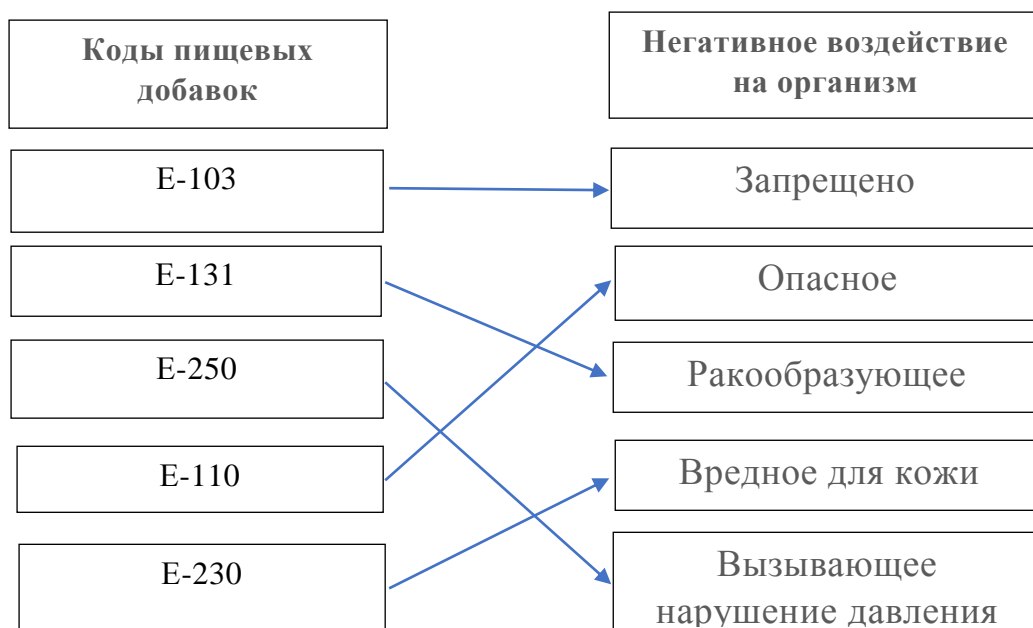 Коды пищевых
добавок
Негативное воздействие
на организм
Е-103
Запрещено
Е-131
Опасное
Е-250
Ракообразующее
Е-110
Вредное для кожи
Е-230
Вызывающее
нарушение давления